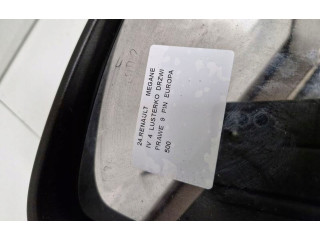 24.RENAULT MEGANE
IV 4 LUSTERKO DRZWI
PRAWE 9 PIN EUROPA
500